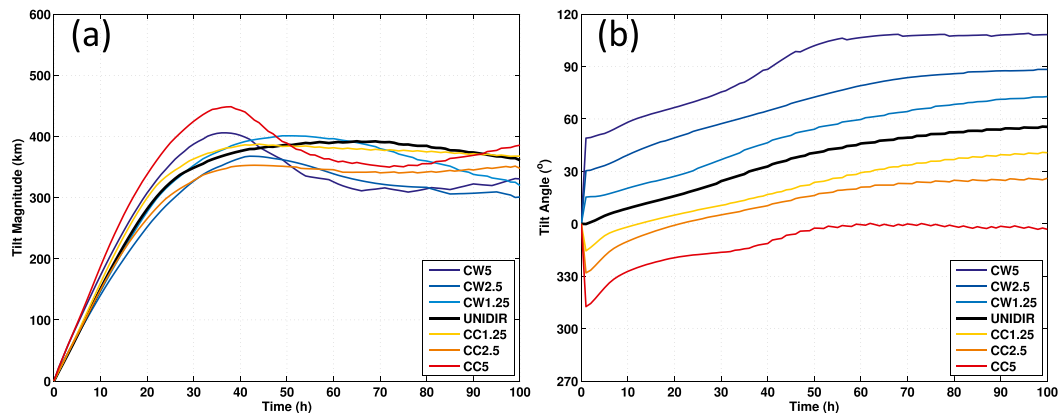 (a)
Tilt Magnitude (km)
600
500
400
300
200
100
0
0 10 20 30 40 50 60 70 80 90 100
Time (h)
CW5
CW2.5
CW1.25
UNIDIR
CC1.25
CC2.5
CC5
(b)
Tilt Angle (°)
120
90
60
30
0
330
300
270
0 10 20 30 40 50 60 70 80 90 100
Time (h)
CW5
CW2.5
CW1.25
UNIDIR
CC1.25
CC2.5
CC5